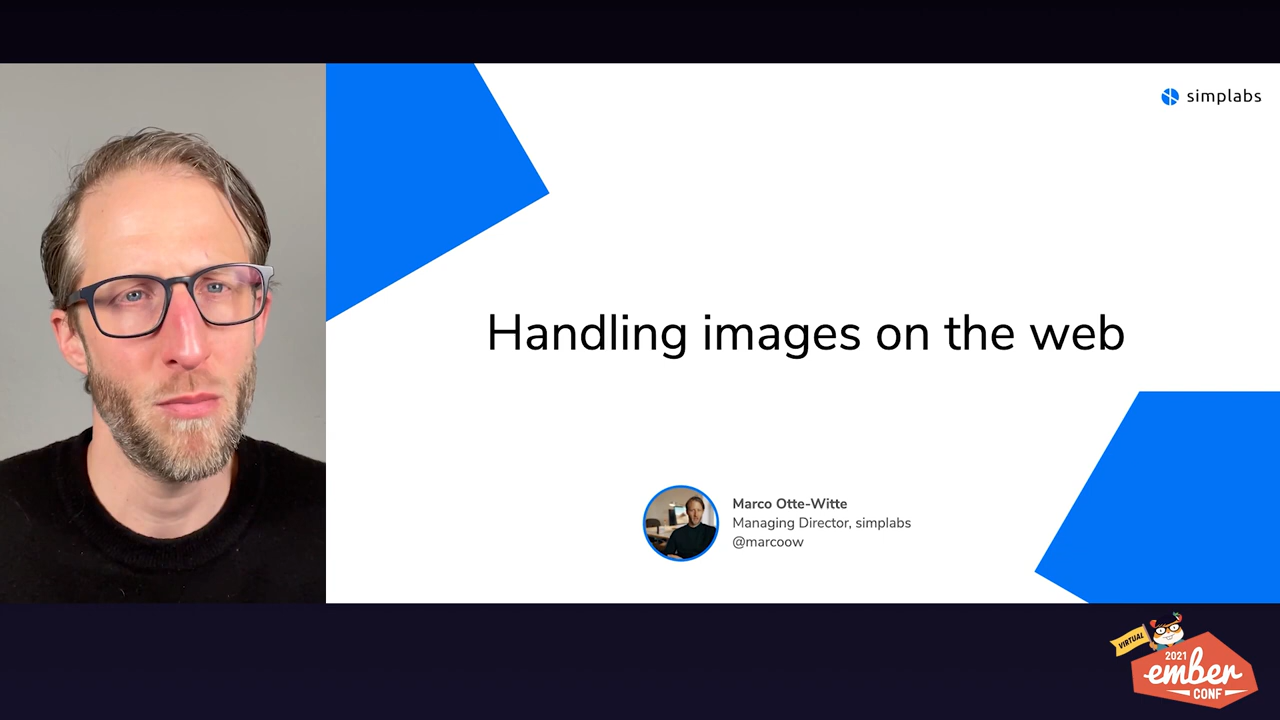 simplabs
Handling images on the web
Marco Otte-Witte
Managing Director, simplabs
@marcoow
VIRTUAL
2021
ember
CONF